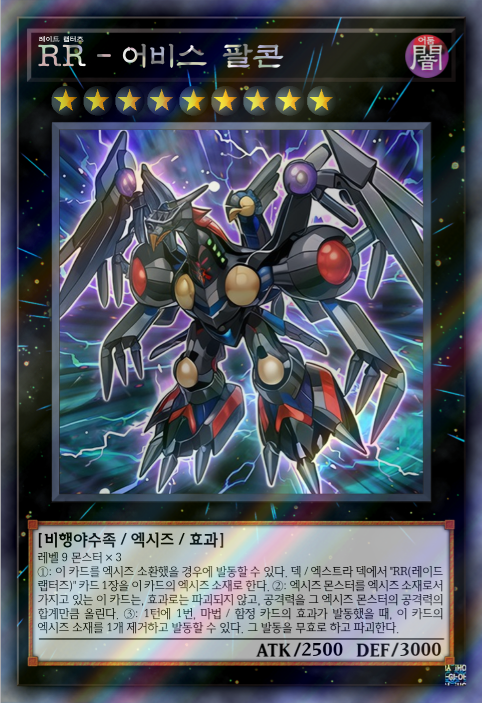 레이드 랩터즈
RR - 어비스 팔콘
어둠
闇
[비행야수족 / 엑시즈 / 효과]
레벨 9 몬스터 × 3
①: 이 카드를 엑시즈 소환했을 경우에 발동할 수 있다. 덱 / 엑스트라 덱에서 "RR(레이드
랩터즈)" 카드 1장을 이 카드의 엑시즈 소재로 한다. ②: 엑시즈 몬스터를 엑시즈 소재로서
가지고 있는 이 카드는, 효과로는 파괴되지 않고, 공격력을 그 엑시즈 몬스터의 공격력의
합계만큼 올린다. ③: 1턴에 1번, 마법 / 함정 카드의 효과가 발동했을 때, 이 카드의
엑시즈 소재를 1개 제거하고 발동할 수 있다. 그 발동을 무효로 하고 파괴한다.
ATK/2500 DEF/3000